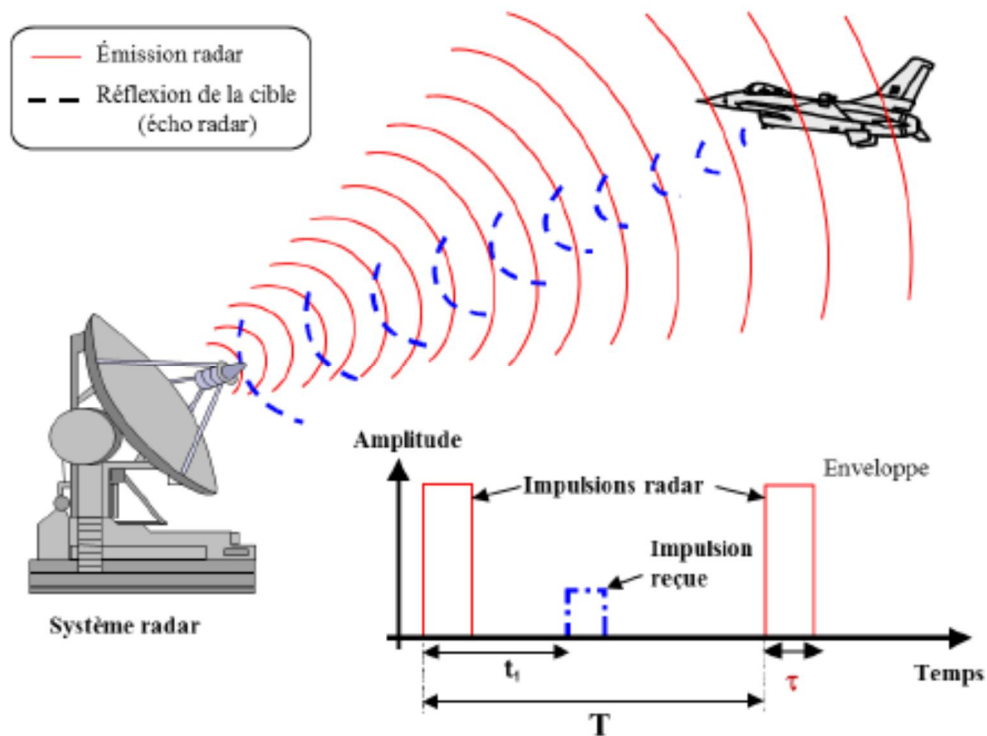 Émission radar
Réflexion de la cible
(écho radar)
Amplitude
Enveloppe
Impulsions radar
Impulsion
reçue
Système radar
t₁
Temps
τ
T